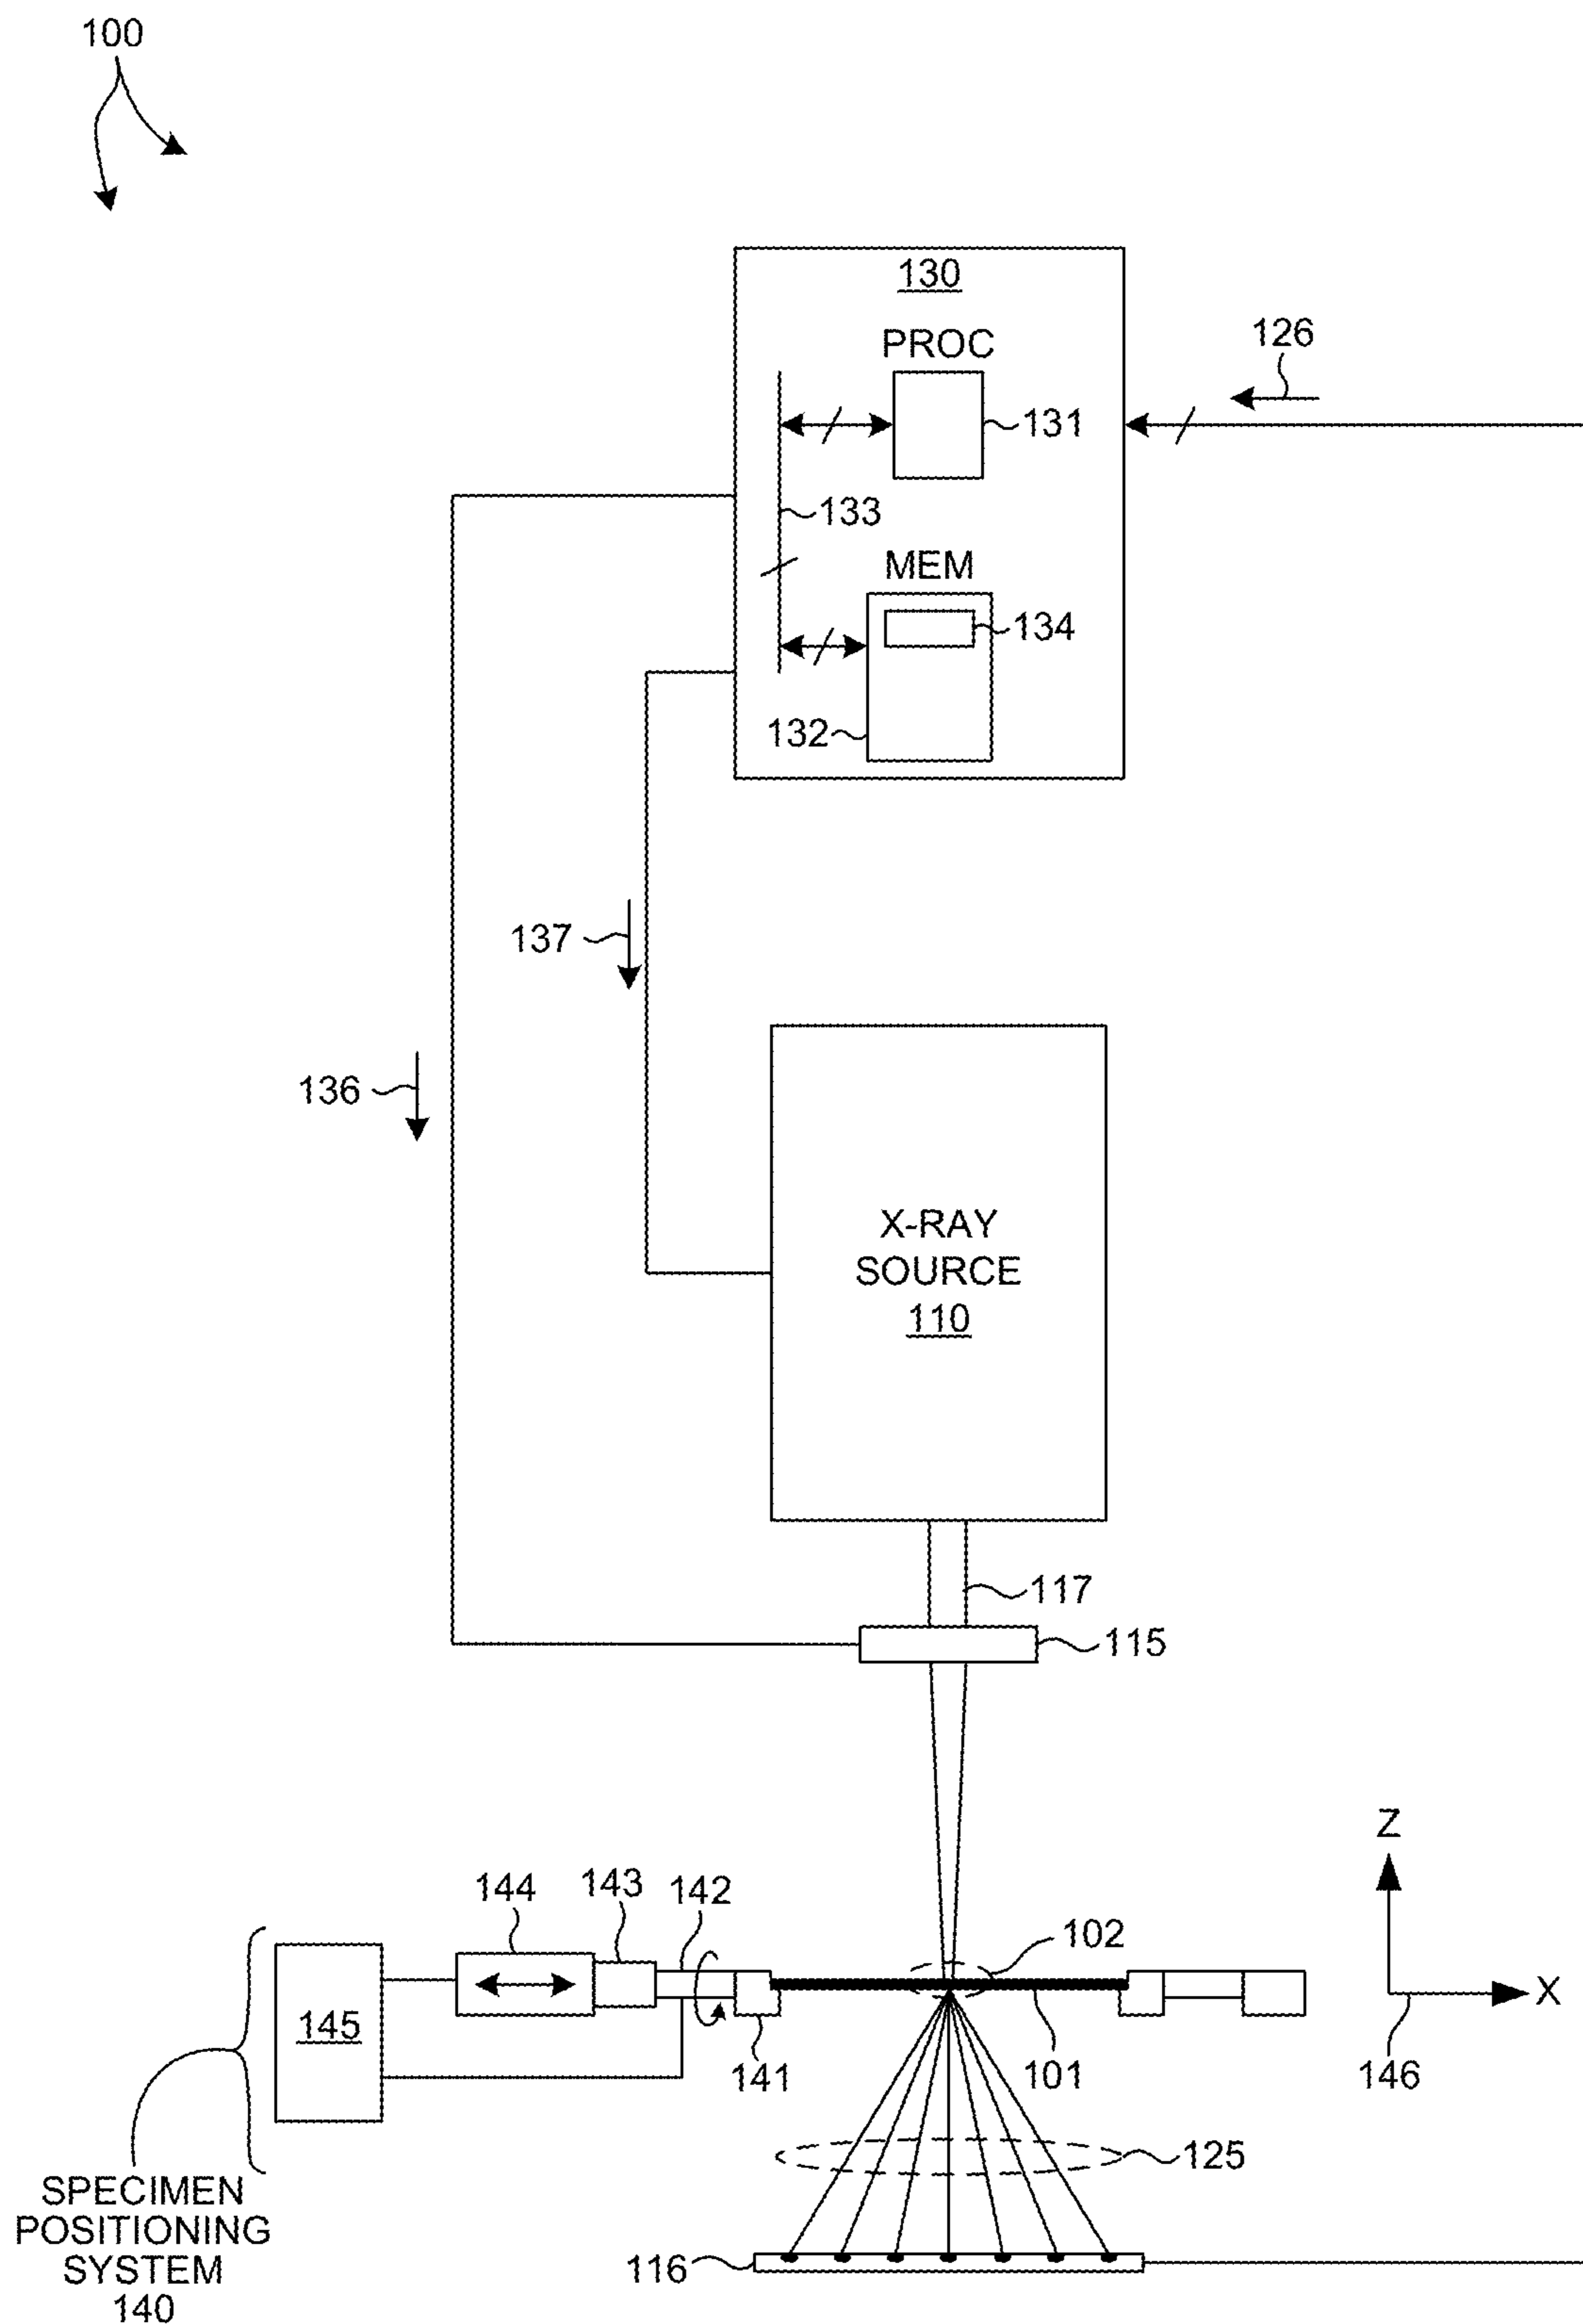 100
130
PROC
126
131
133
MEM
134
132
137
136
X-RAY
SOURCE
110
117
115
Z
144
143
142
102
145
X
141
101
146
125
SPECIMEN
POSITIONING
SYSTEM
140
116